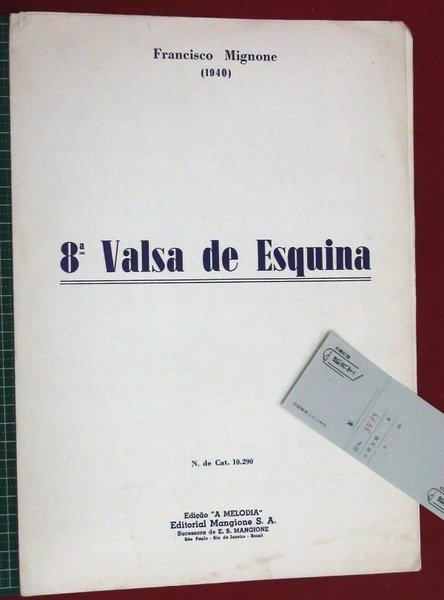 Francisco Mignone
(1940)
8ª Valsa de Esquina
N. de Cat. 10.290
Edição "A MELODIA"
Editorial Mangione S. A.
Sucessora de E. S. MANGIONE
São Paulo - Rio de Janeiro - Brasil
3539